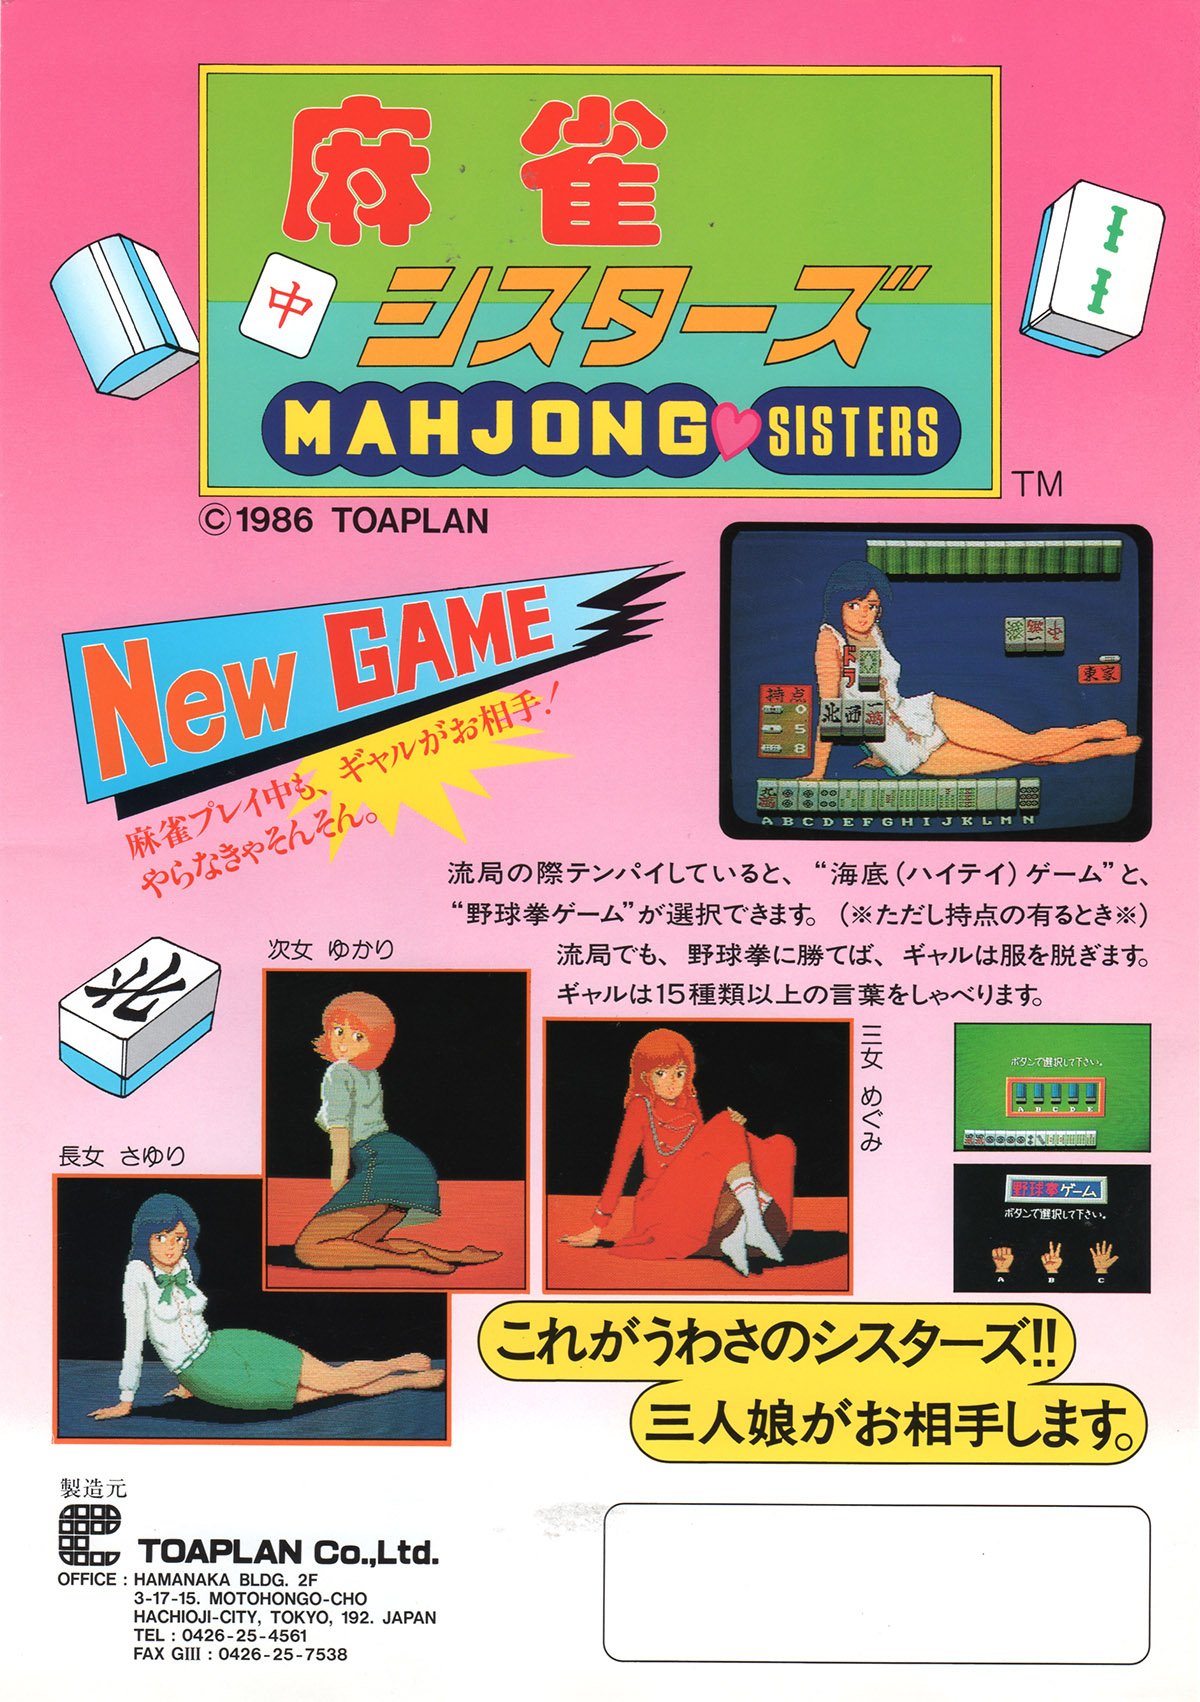 麻雀
中
シスターズ
MAHJONG SISTERS
TM
©1986 TOAPLAN
New GAME
麻雀プレイ中も、ギャルがお相手!
やらなきゃそんそん。
ドラ
北西
東家
持点
0
5
8
A B C D E F G H I J K L M N
流局の際テンパイしていると、“海底(ハイテイ)ゲーム”と、
“野球拳ゲーム”が選択できます。(※ただし持点の有るとき※)
流局でも、野球拳に勝てば、ギャルは服を脱ぎます。
ギャルは15種類以上の言葉をしゃべります。
次女 ゆかり
三女 めぐみ
長女 さゆり
ボタンで選択して下さい。
A B C D E
野球拳ゲーム
ボタンで選択して下さい。
A B C
これがうわさのシスターズ!!
三人娘がお相手します。
製造元
TOAPLAN Co.,Ltd.
OFFICE : HAMANAKA BLDG. 2F
3-17-15. MOTOHONGO-CHO
HACHIOJI-CITY, TOKYO, 192. JAPAN
TEL : 0426-25-4561
FAX GIII : 0426-25-7538